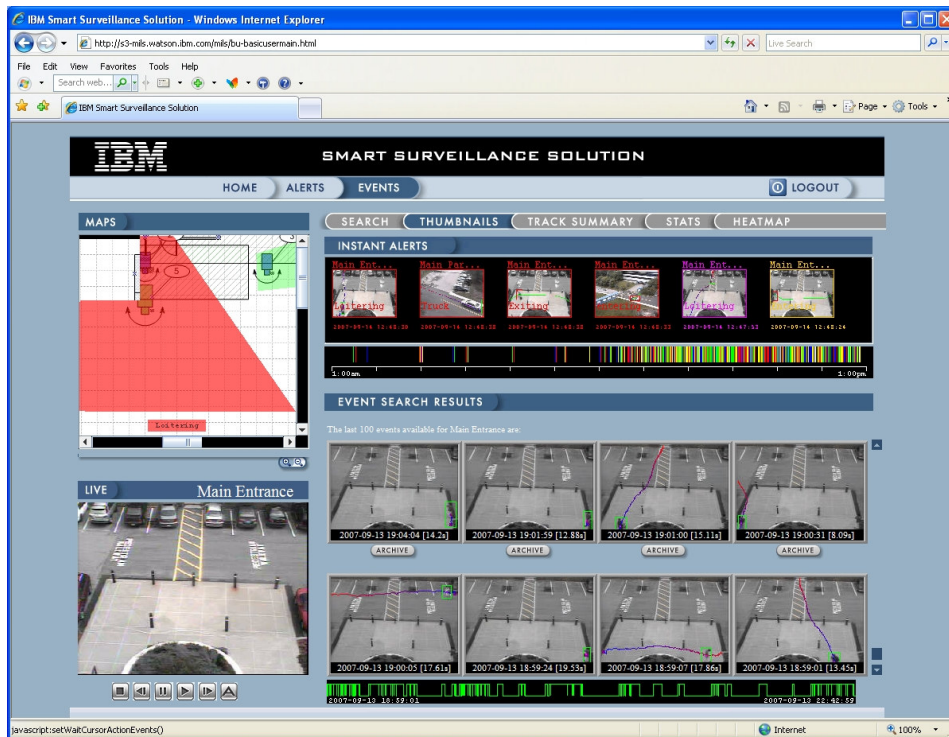 IBM Smart Surveillance Solution - Windows Internet Explorer
http://s3-mils.watson.ibm.com/mils/bu-basicusermain.html
Live Search
File Edit View Favorites Tools Help
Search web...
IBM Smart Surveillance Solution
Page Tools
IBM
SMART SURVEILLANCE SOLUTION
HOME ALERTS EVENTS
LOGOUT
MAPS
5
Loitering
SEARCH THUMBNAILS TRACK SUMMARY STATS HEATMAP
INSTANT ALERTS
Main Ent... Main Par... Main Ent... Main Ent... Main Ent... Main Ent...
Loitering Truck Exiting Loitering
1:00am 1:00pm
EVENT SEARCH RESULTS
The last 100 events available for Main Entrance are:
2007-09-13 19:04:04 [14.2s] 2007-09-13 19:01:59 [12.88s] 2007-09-13 19:01:00 [15.11s] 2007-09-13 19:00:31 [8.09s]
ARCHIVE ARCHIVE ARCHIVE ARCHIVE
2007-09-13 19:00:05 [17.61s] 2007-09-13 18:59:24 [19.53s] 2007-09-13 18:59:07 [17.86s] 2007-09-13 18:59:01 [13.45s]
2007-09-13 18:59:01 2007-09-13 22:42:59
LIVE Main Entrance
javascript:setWaitCursorActionEvents()
Internet
100%